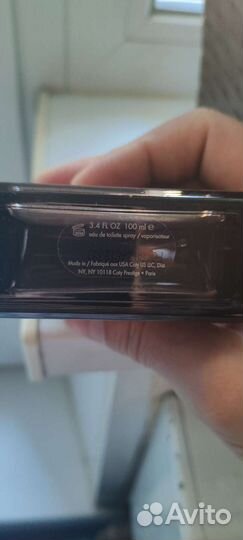 3.4 FL OZ 100 ml ℮
eau de toilette spray / vaporisateur
Made in / Fabriqué aux USA Coty US LLC, Dist.
NY, NY 10118 Coty Prestige • Paris
Avito